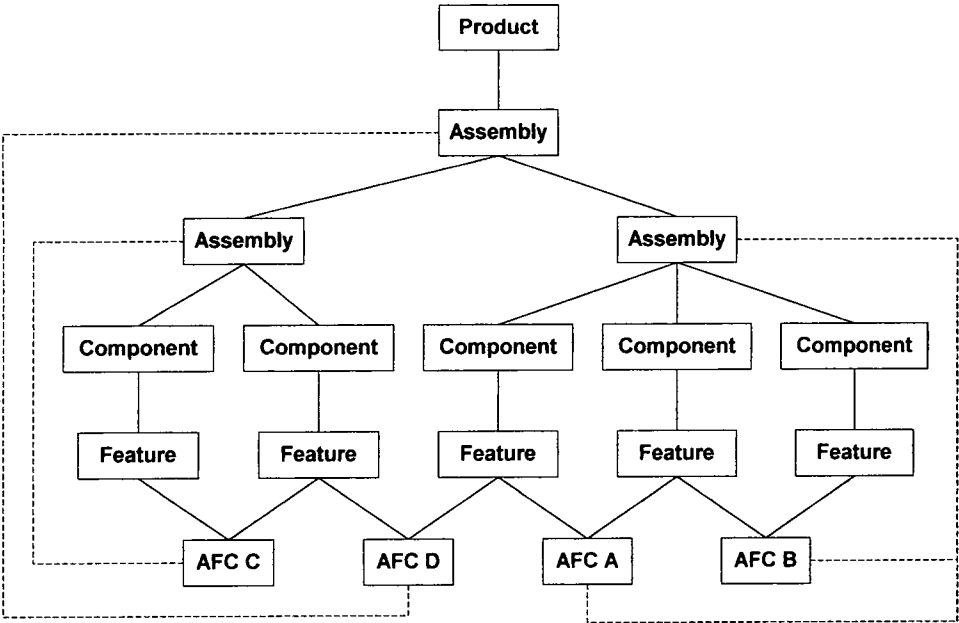 Product
Assembly
Assembly
Assembly
Component
Component
Component
Component
Component
Feature
Feature
Feature
Feature
Feature
AFC C
AFC D
AFC A
AFC B